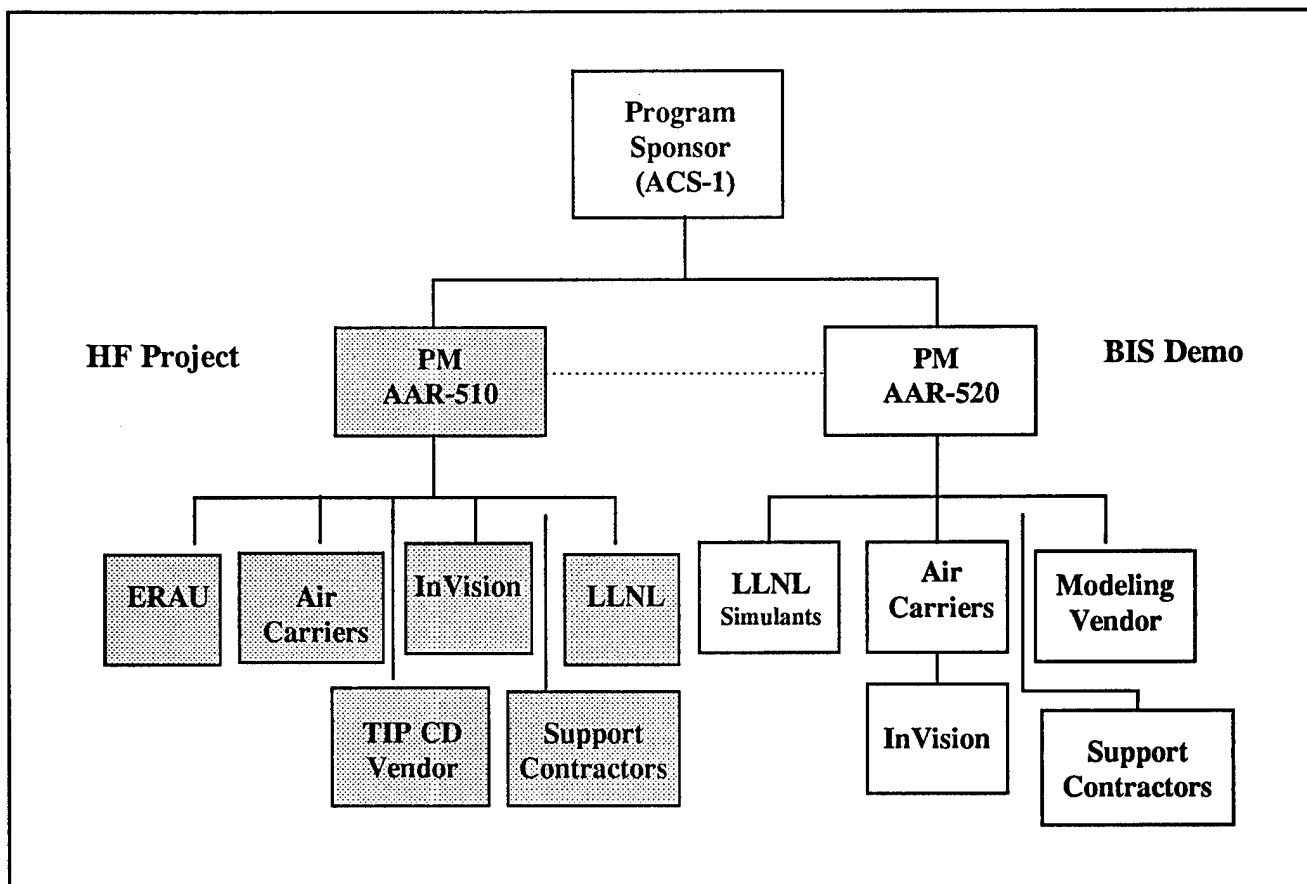 Program
Sponsor
(ACS-1)
HF Project
PM
AAR-510
PM
AAR-520
BIS Demo
ERAU
Air
Carriers
InVision
LLNL
LLNL
Simulants
Air
Carriers
Modeling
Vendor
TIP CD
Vendor
Support
Contractors
InVision
Support
Contractors